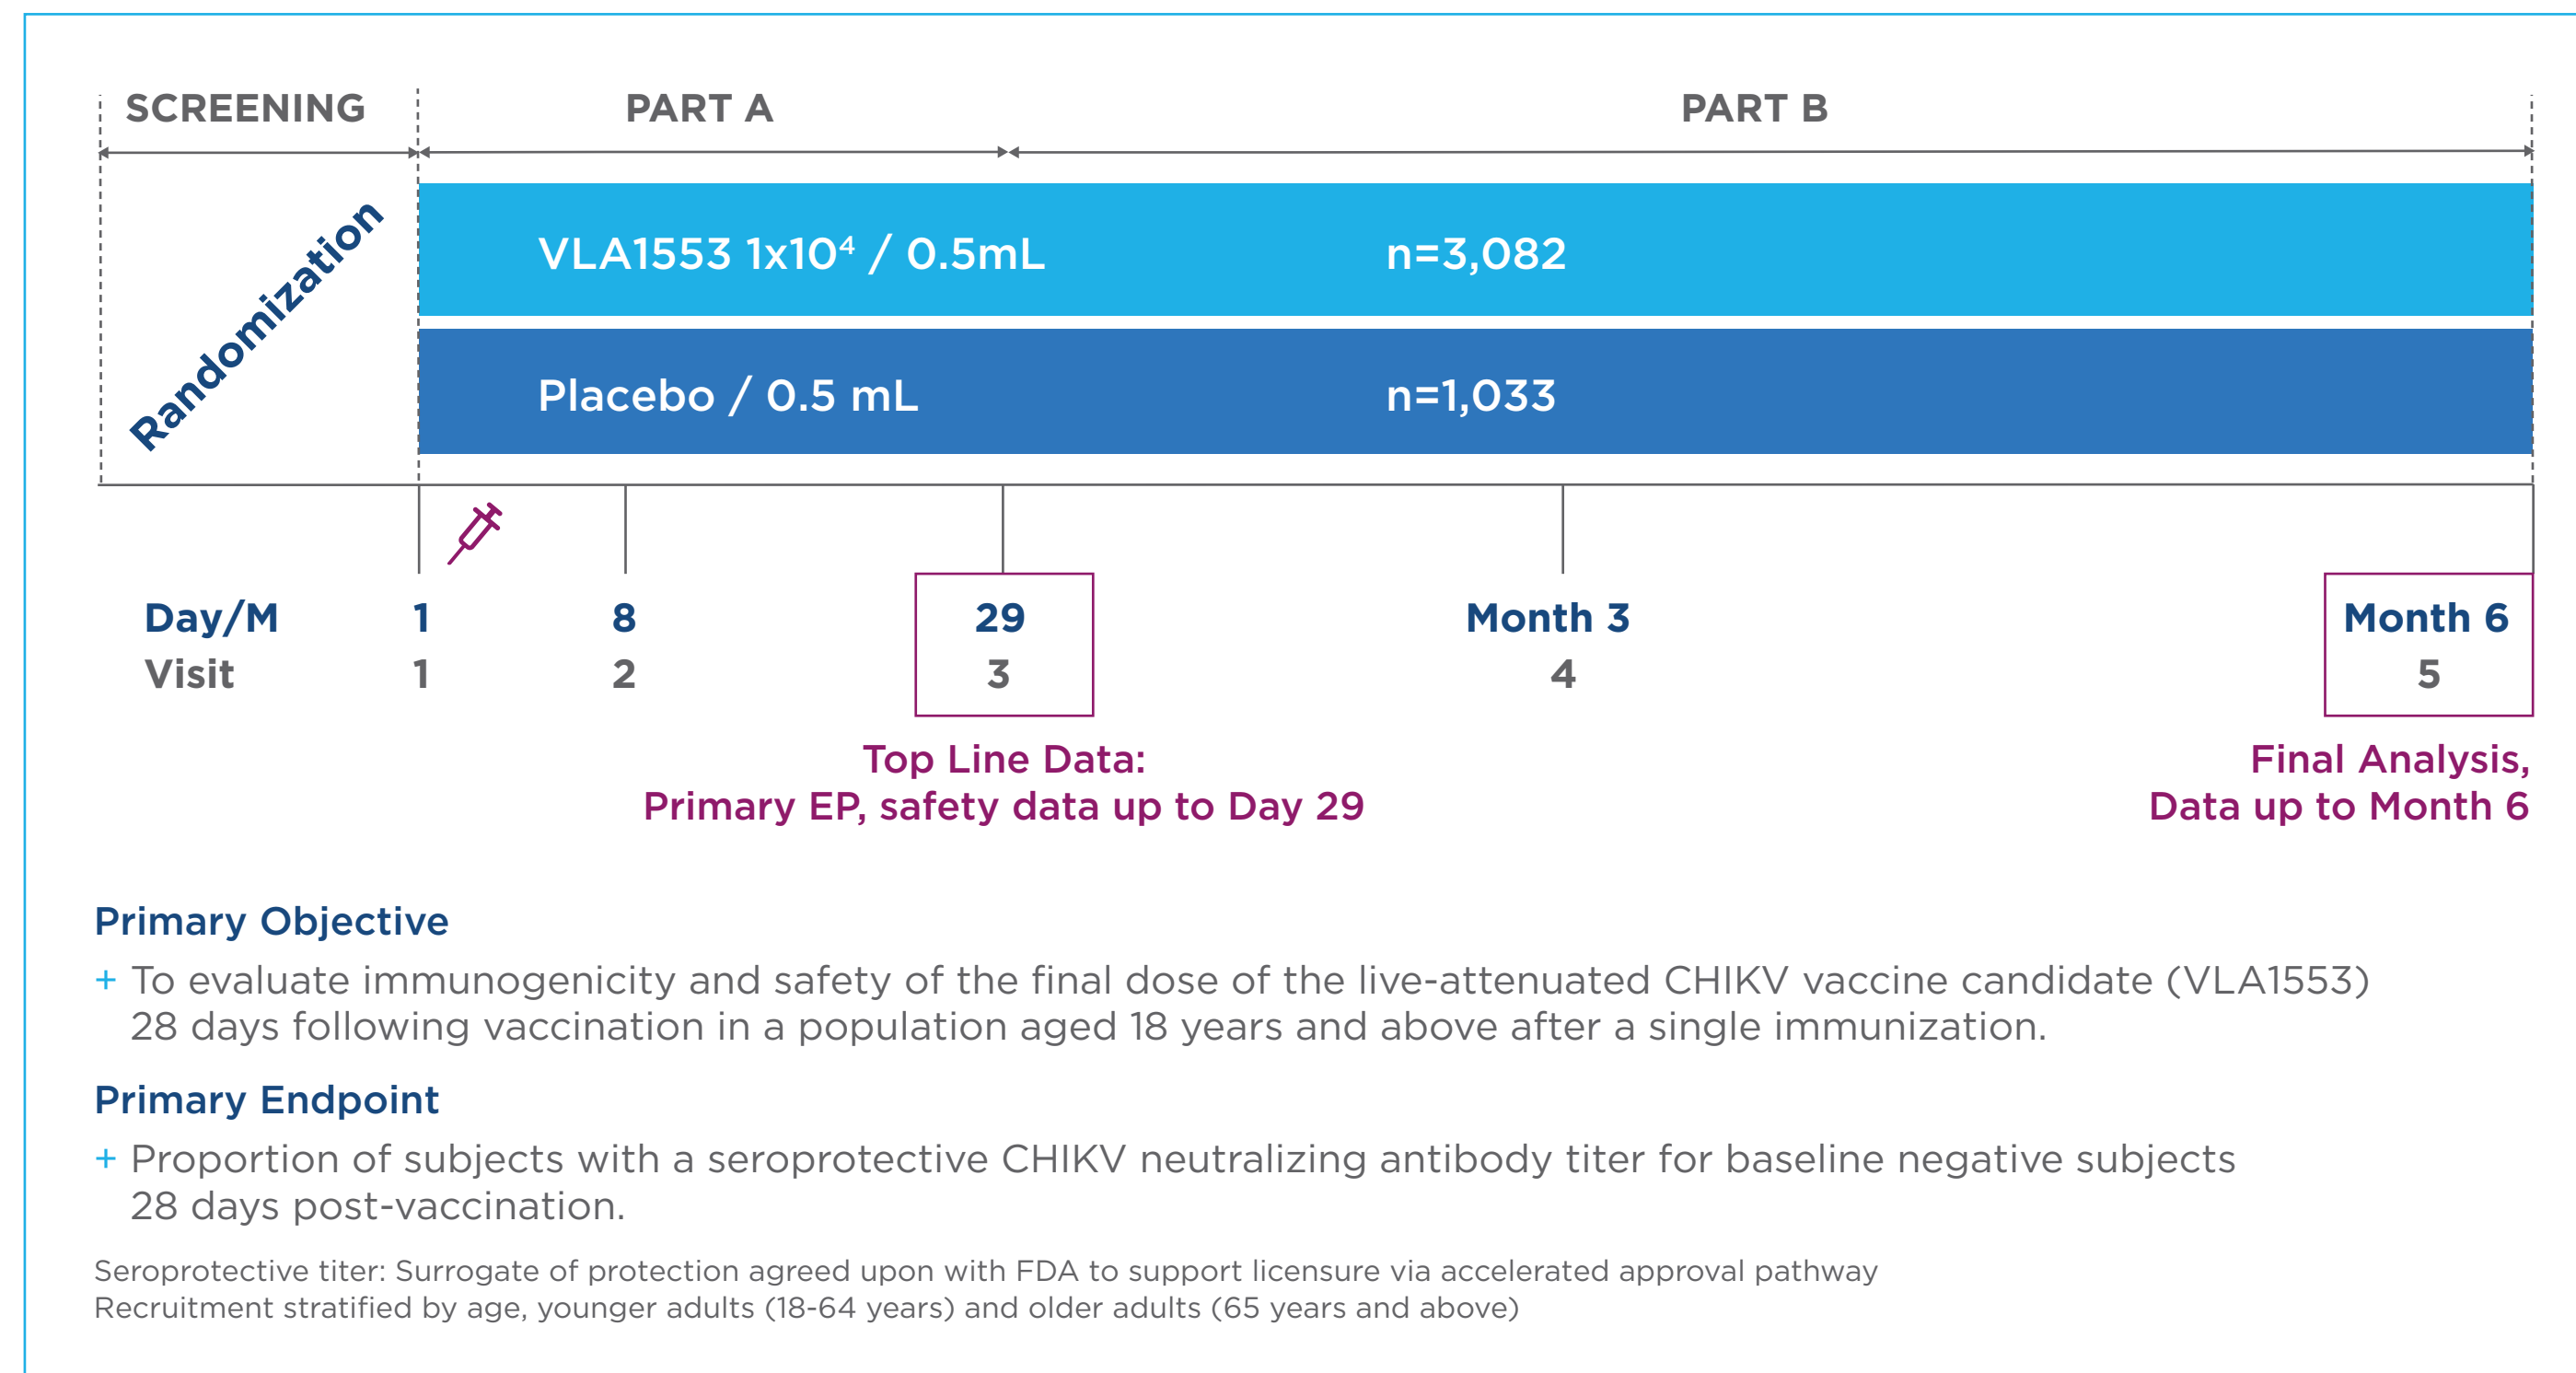 SCREENING PART A PART B
Randomization
VLA1553 1x10⁴ / 0.5mL n=3,082
Placebo / 0.5 mL n=1,033
Day/M 1 8 29 Month 3 Month 6
Visit 1 2 3 4 5
Top Line Data:
Primary EP, safety data up to Day 29
Final Analysis,
Data up to Month 6
Primary Objective
+ To evaluate immunogenicity and safety of the final dose of the live-attenuated CHIKV vaccine candidate (VLA1553)
28 days following vaccination in a population aged 18 years and above after a single immunization.
Primary Endpoint
+ Proportion of subjects with a seroprotective CHIKV neutralizing antibody titer for baseline negative subjects
28 days post-vaccination.
Seroprotective titer: Surrogate of protection agreed upon with FDA to support licensure via accelerated approval pathway
Recruitment stratified by age, younger adults (18-64 years) and older adults (65 years and above)